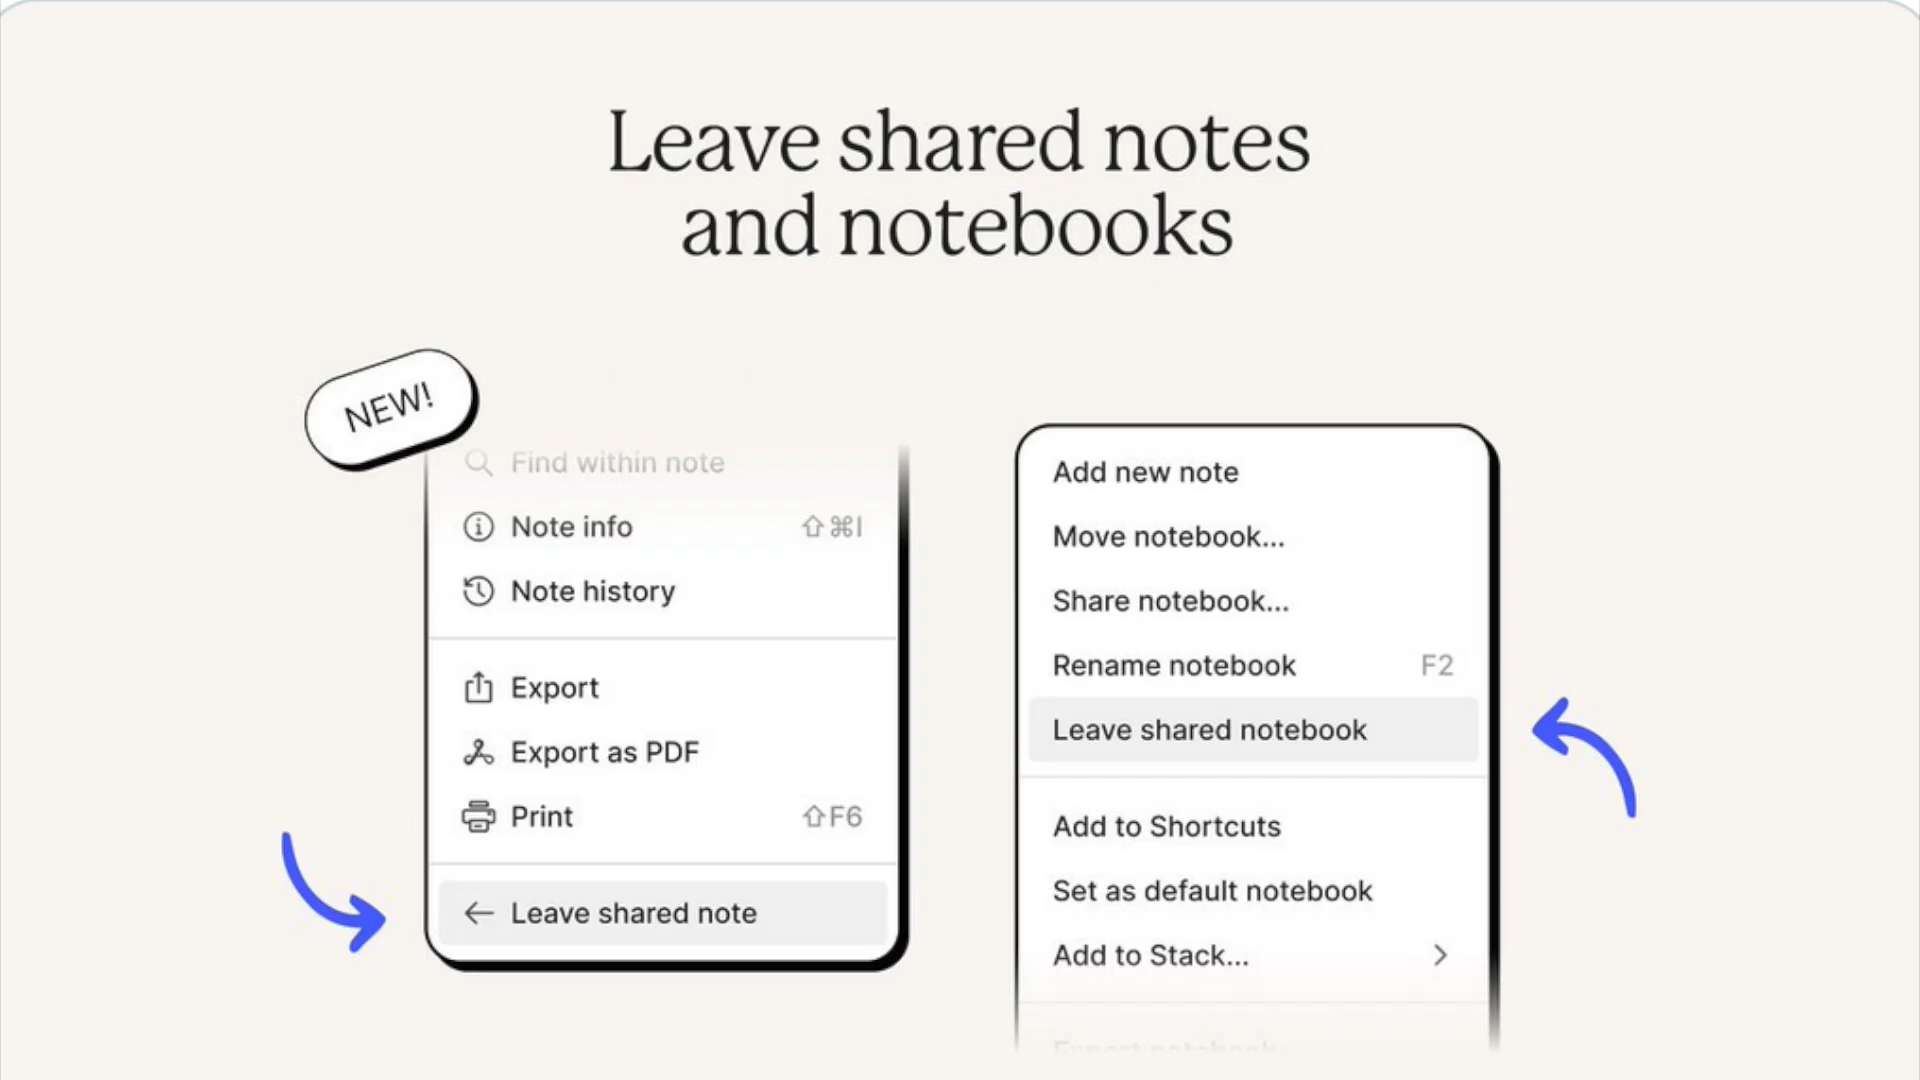 Leave shared notes
and notebooks
NEW!
Find within note
Note info ⇧⌘I
Note history
Export
Export as PDF
Print ⇧F6
Leave shared note
Add new note
Move notebook...
Share notebook...
Rename notebook F2
Leave shared notebook
Add to Shortcuts
Set as default notebook
Add to Stack...